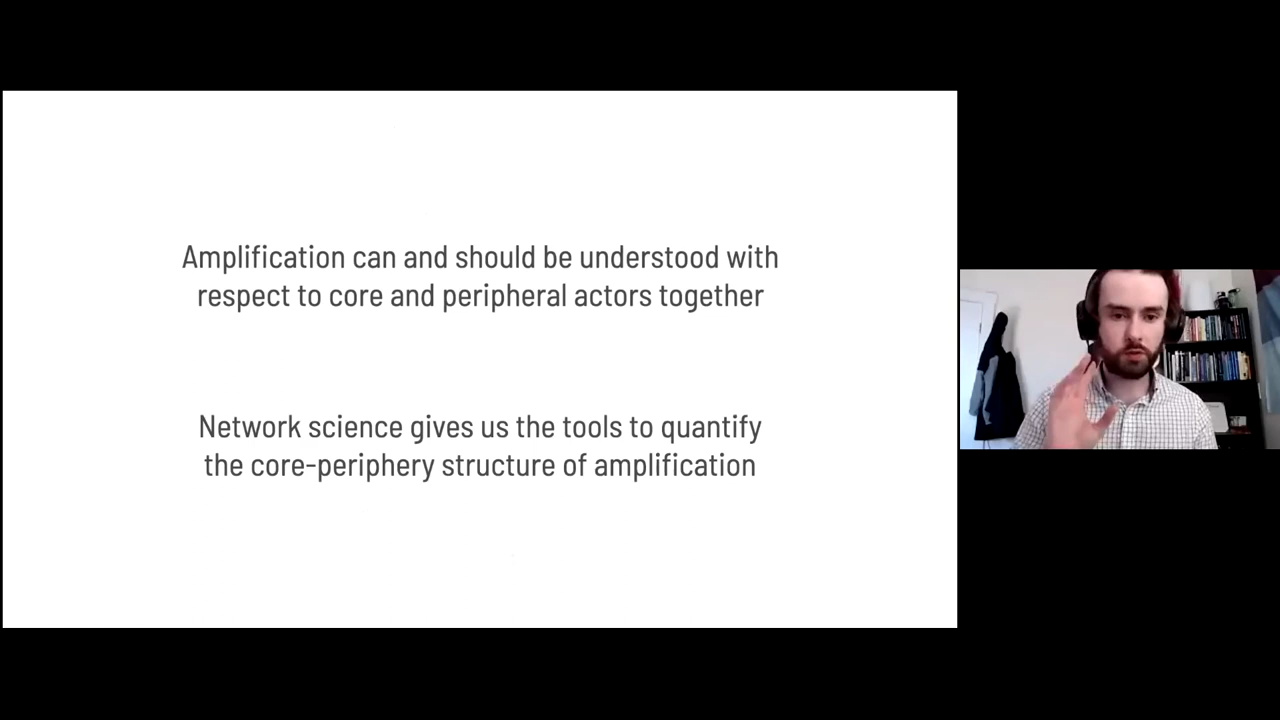 Amplification can and should be understood with
respect to core and peripheral actors together
Network science gives us the tools to quantify
the core-periphery structure of amplification